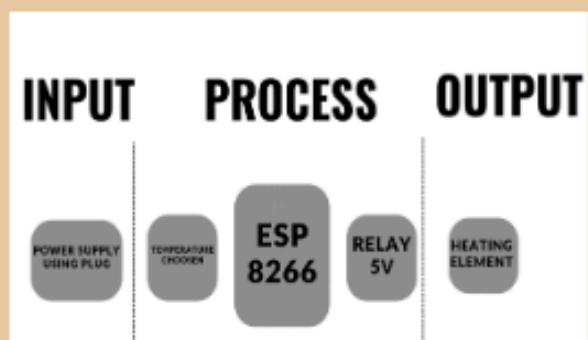 INPUT
PROCESS
OUTPUT
POWER SUPPLY
USING PLUG
TEMPERATURE
CHOOSEN
ESP
8266
RELAY
5V
HEATING
ELEMENT